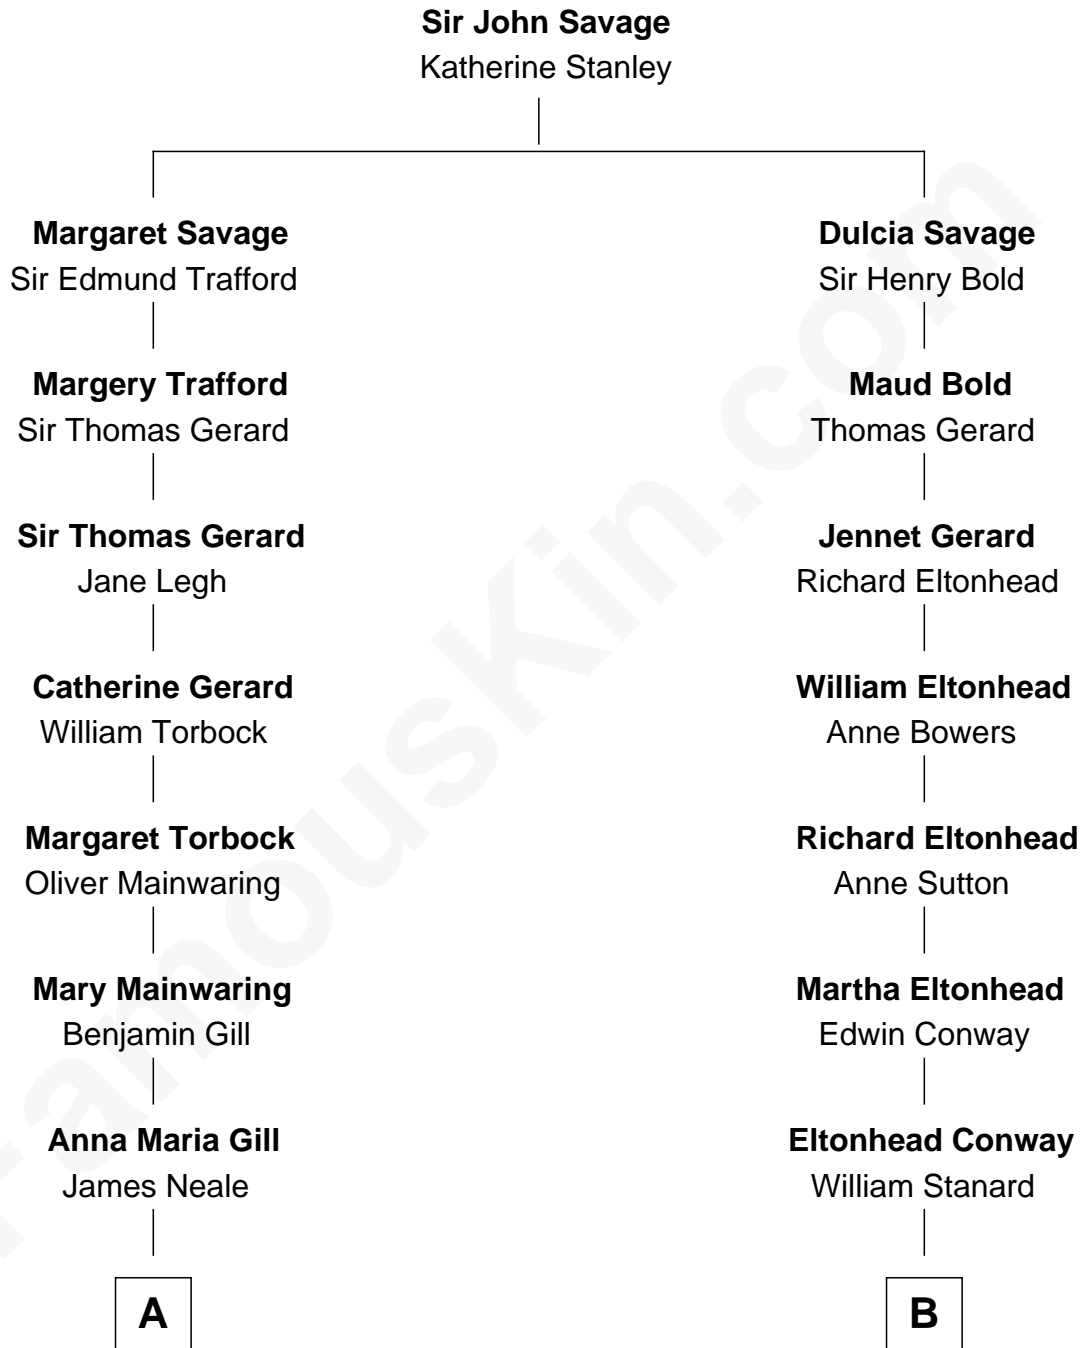 Sir John Savage
Katherine Stanley
Margaret Savage
Sir Edmund Trafford
Dulcia Savage
Sir Henry Bold
Margery Trafford
Sir Thomas Gerard
Maud Bold
Thomas Gerard
Sir Thomas Gerard
Jane Legh
Jennet Gerard
Richard Eltonhead
Catherine Gerard
William Torbock
William Eltonhead
Anne Bowers
Margaret Torbock
Oliver Mainwaring
Richard Eltonhead
Anne Sutton
Mary Mainwaring
Benjamin Gill
Martha Eltonhead
Edwin Conway
Anna Maria Gill
James Neale
Eltonhead Conway
William Stanard
A
B
FamousKin.com